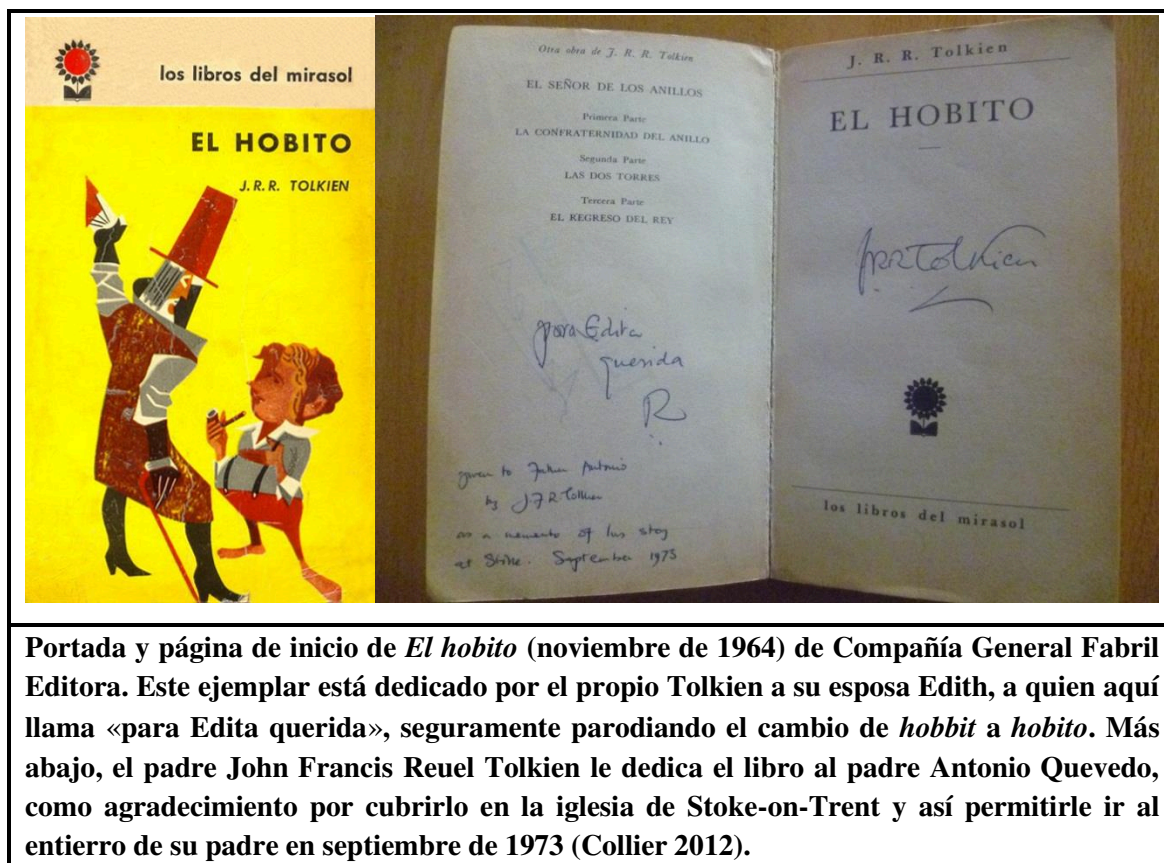 los libros del mirasol
EL HOBITO
J. R. R. TOLKIEN
Otra obra de J. R. R. Tolkien
EL SEÑOR DE LOS ANILLOS
Primera Parte
LA CONFRATERNIDAD DEL ANILLO
Segunda Parte
LAS DOS TORRES
Tercera Parte
EL REGRESO DEL REY
para Edita
querida
R
given to Father Antonio
by JFR Tolkien
as a memento of his stay
at Stoke. September 1973
J. R. R. Tolkien
EL HOBITO
JRRTolkien
los libros del mirasol
Portada y página de inicio de El hobito (noviembre de 1964) de Compañía General Fabril
Editora. Este ejemplar está dedicado por el propio Tolkien a su esposa Edith, a quien aquí
llama «para Edita querida», seguramente parodiando el cambio de hobbit a hobito. Más
abajo, el padre John Francis Reuel Tolkien le dedica el libro al padre Antonio Quevedo,
como agradecimiento por cubrirlo en la iglesia de Stoke-on-Trent y así permitirle ir al
entierro de su padre en septiembre de 1973 (Collier 2012).